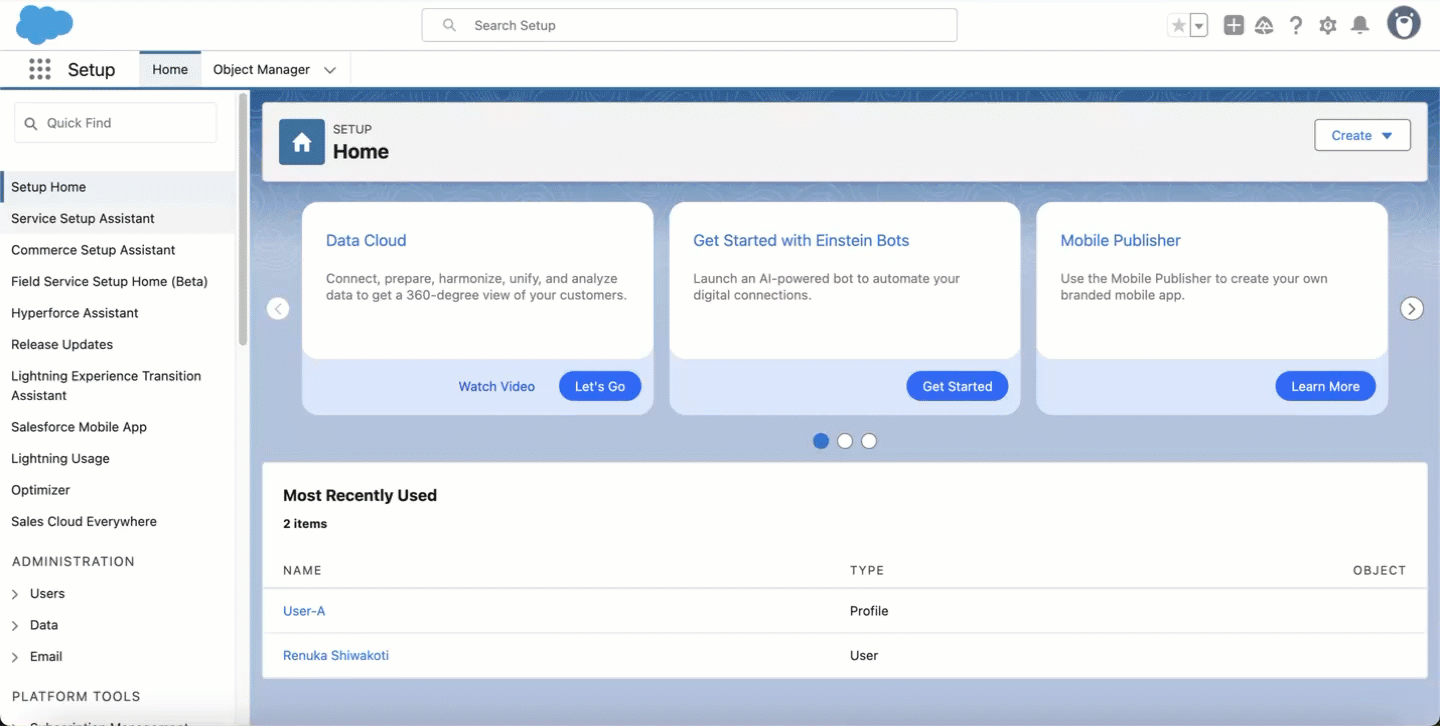 Search Setup
Setup
Home
Object Manager
Quick Find
Setup Home
Service Setup Assistant
Commerce Setup Assistant
Field Service Setup Home (Beta)
Hyperforce Assistant
Release Updates
Lightning Experience Transition
Assistant
Salesforce Mobile App
Lightning Usage
Optimizer
Sales Cloud Everywhere
ADMINISTRATION
Users
Data
Email
PLATFORM TOOLS
Subscription Management
SETUP
Home
Create
Data Cloud
Connect, prepare, harmonize, unify, and analyze
data to get a 360-degree view of your customers.
Watch Video
Let's Go
Get Started with Einstein Bots
Launch an AI-powered bot to automate your
digital connections.
Get Started
Mobile Publisher
Use the Mobile Publisher to create your own
branded mobile app.
Learn More
Most Recently Used
2 items
NAME TYPE OBJECT
User-A Profile
Renuka Shiwakoti User